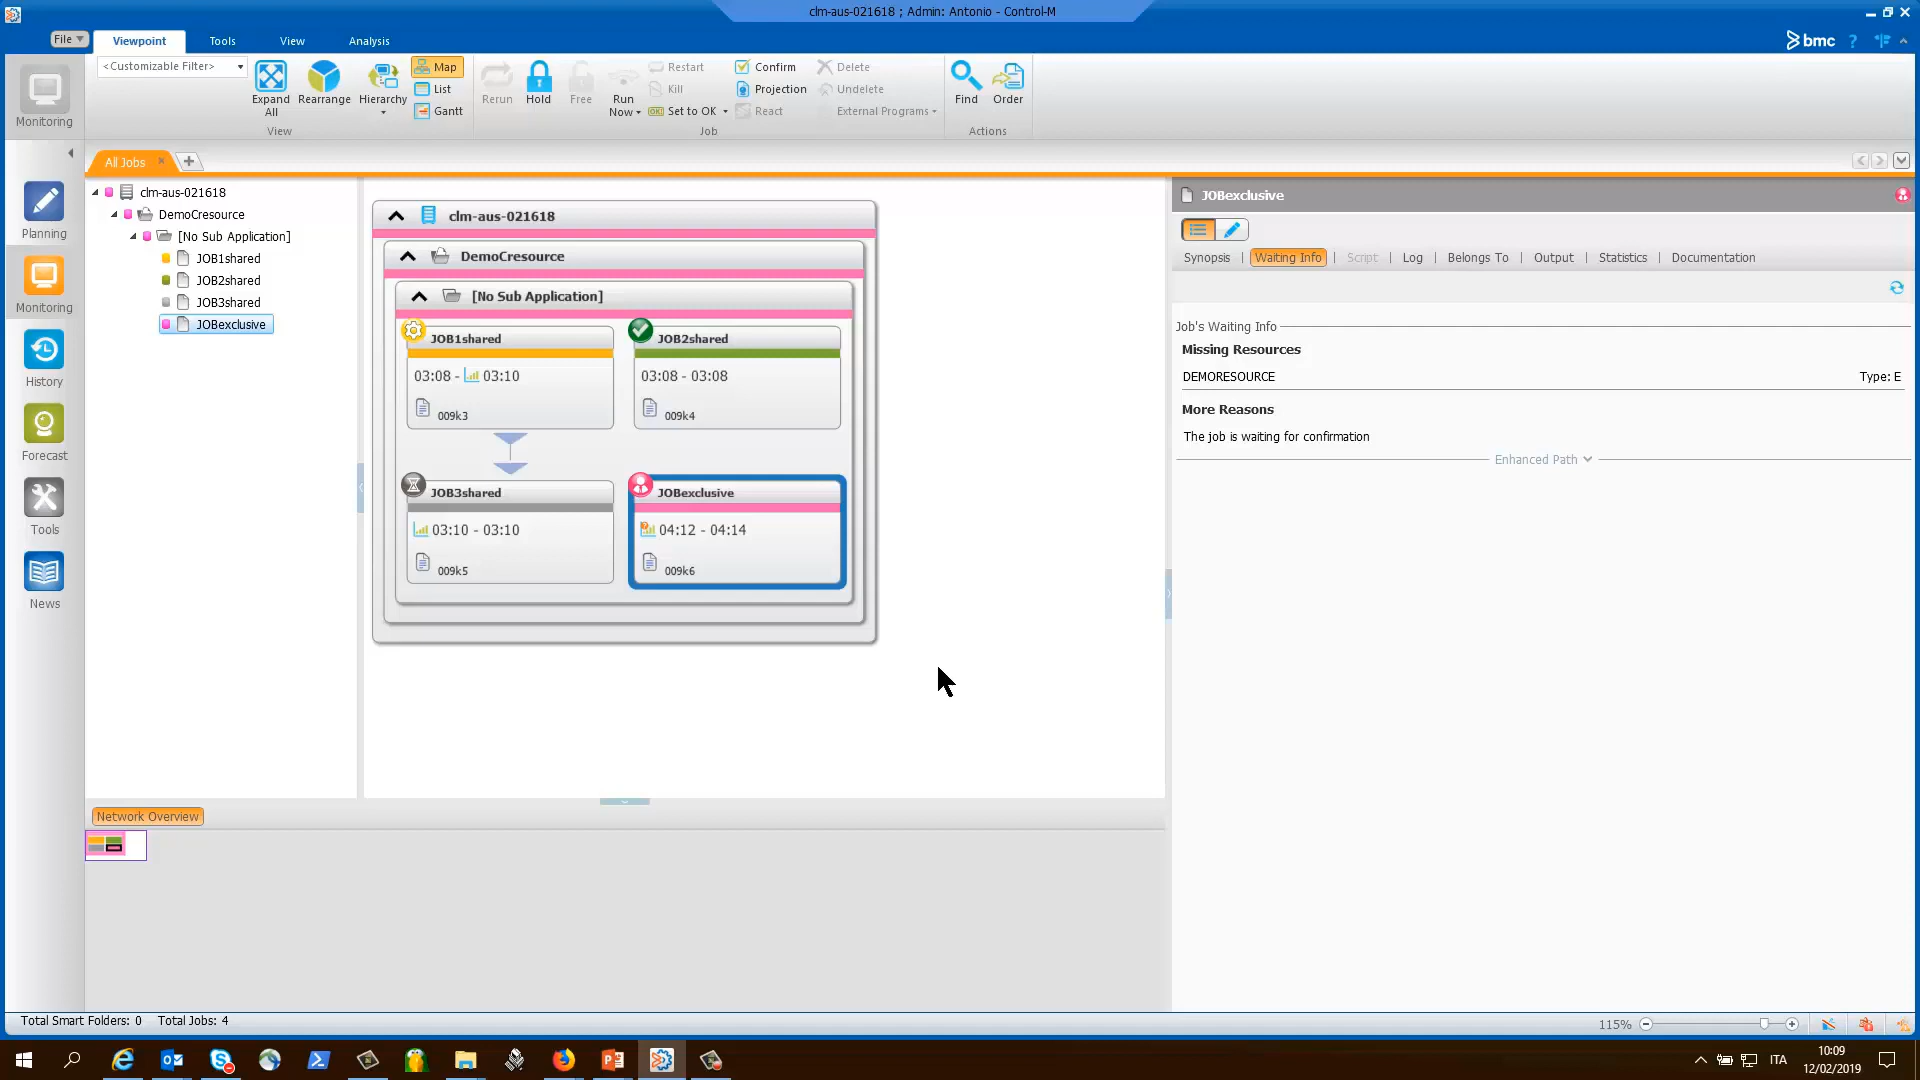 clm-aus-021618 ; Admin: Antonio - Control-M
File
Viewpoint
Tools
View
Analysis
bmc
?
Monitoring
<Customizable Filter>
Expand All
Rearrange
Hierarchy
Map
List
Gantt
View
Rerun
Hold
Free
Run Now
Restart
Kill
Set to OK
Confirm
Projection
React
Delete
Undelete
External Programs
Job
Find
Order
Actions
All Jobs
Planning
Monitoring
History
Forecast
Tools
News
clm-aus-021618
DemoCresource
[No Sub Application]
JOB1shared
JOB2shared
JOB3shared
JOBexclusive
clm-aus-021618
DemoCresource
[No Sub Application]
JOB1shared
03:08 - 03:10
009k3
JOB2shared
03:08 - 03:08
009k4
JOB3shared
03:10 - 03:10
009k5
JOBexclusive
04:12 - 04:14
009k6
JOBexclusive
Synopsis | Waiting Info | Script | Log | Belongs To | Output | Statistics | Documentation
Job's Waiting Info
Missing Resources
DEMORESOURCE Type: E
More Reasons
The job is waiting for confirmation
Enhanced Path
Network Overview
Total Smart Folders: 0 Total Jobs: 4
115%
ITA
10:09
12/02/2019